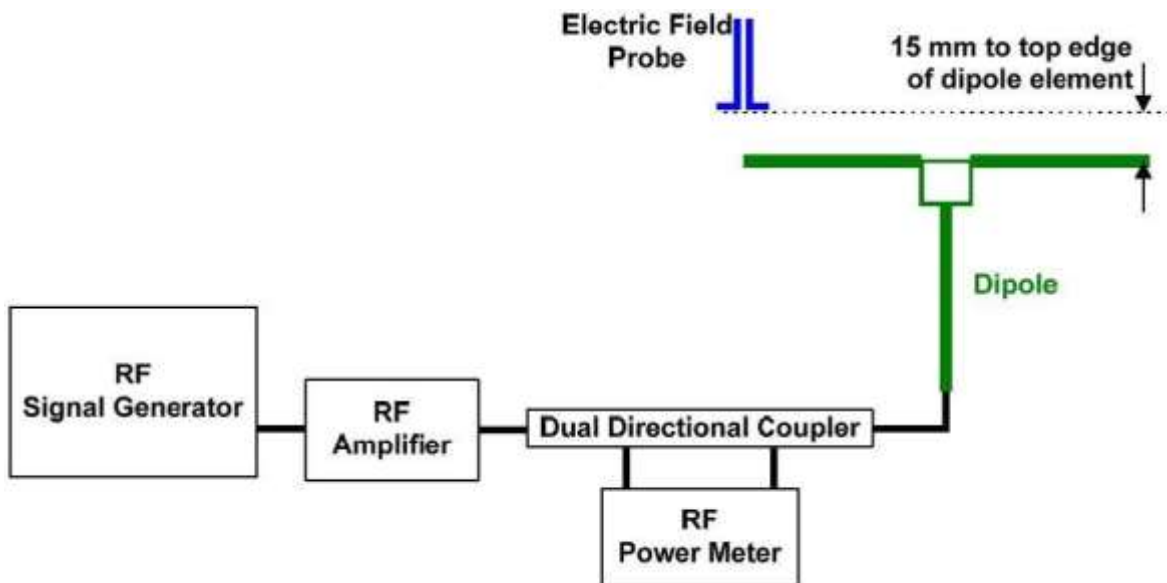 Electric Field
Probe
15 mm to top edge
of dipole element
Dipole
RF
Signal Generator
RF
Amplifier
Dual Directional Coupler
RF
Power Meter